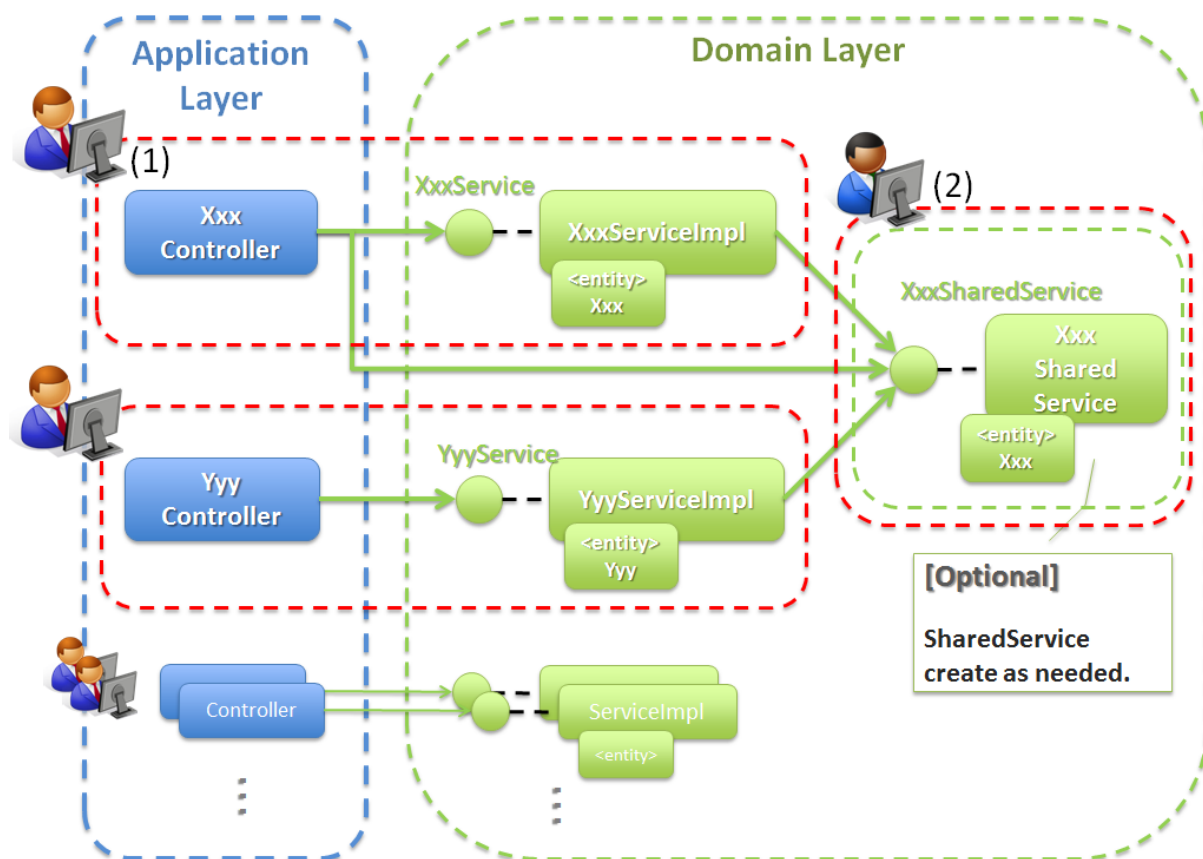 Application
Layer
Domain Layer
(1)
(2)
XxxService
Xxx
Controller
XxxServiceImpl
<entity>
Xxx
XxxSharedService
Xxx
Shared
Service
<entity>
Xxx
YyyService
Yyy
Controller
YyyServiceImpl
<entity>
Yyy
[Optional]
SharedService
create as needed.
Controller
ServiceImpl
<entity>